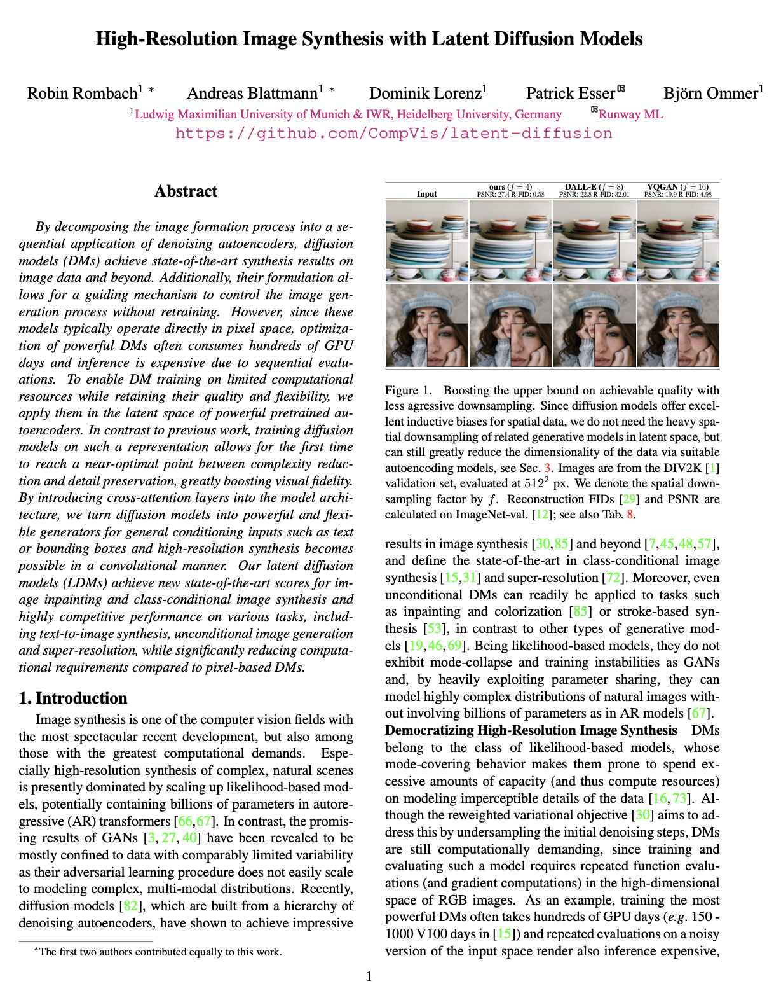 High-Resolution Image Synthesis with Latent Diffusion Models
Robin Rombach1 * Andreas Blattmann1 * Dominik Lorenz1 Patrick Esser Björn Ommer1
1Ludwig Maximilian University of Munich & IWR, Heidelberg University, Germany Runway ML
https://github.com/CompVis/latent-diffusion
Abstract
By decomposing the image formation process into a se-
quential application of denoising autoencoders, diffusion
models (DMs) achieve state-of-the-art synthesis results on
image data and beyond. Additionally, their formulation al-
lows for a guiding mechanism to control the image gen-
eration process without retraining. However, since these
models typically operate directly in pixel space, optimiza-
tion of powerful DMs often consumes hundreds of GPU
days and inference is expensive due to sequential evalu-
ations. To enable DM training on limited computational
resources while retaining their quality and flexibility, we
apply them in the latent space of powerful pretrained au-
toencoders. In contrast to previous work, training diffusion
models on such a representation allows for the first time
to reach a near-optimal point between complexity reduc-
tion and detail preservation, greatly boosting visual fidelity.
By introducing cross-attention layers into the model archi-
tecture, we turn diffusion models into powerful and flexi-
ble generators for general conditioning inputs such as text
or bounding boxes and high-resolution synthesis becomes
possible in a convolutional manner. Our latent diffusion
models (LDMs) achieve new state-of-the-art scores for im-
age inpainting and class-conditional image synthesis and
highly competitive performance on various tasks, includ-
ing text-to-image synthesis, unconditional image generation
and super-resolution, while significantly reducing computa-
tional requirements compared to pixel-based DMs.
1. Introduction
Image synthesis is one of the computer vision fields with
the most spectacular recent development, but also among
those with the greatest computational demands. Espe-
cially high-resolution synthesis of complex, natural scenes
is presently dominated by scaling up likelihood-based mod-
els, potentially containing billions of parameters in autore-
gressive (AR) transformers [66,67]. In contrast, the promis-
ing results of GANs [3, 27, 40] have been revealed to be
mostly confined to data with comparably limited variability
as their adversarial learning procedure does not easily scale
to modeling complex, multi-modal distributions. Recently,
diffusion models [82], which are built from a hierarchy of
denoising autoencoders, have shown to achieve impressive
*The first two authors contributed equally to this work.
Input
ours (f = 4)
PSNR: 27.4 R-FID: 0.58
DALL-E (f = 8)
PSNR: 22.8 R-FID: 32.01
VQGAN (f = 16)
PSNR: 19.9 R-FID: 4.98
Figure 1. Boosting the upper bound on achievable quality with
less agressive downsampling. Since diffusion models offer excel-
lent inductive biases for spatial data, we do not need the heavy spa-
tial downsampling of related generative models in latent space, but
can still greatly reduce the dimensionality of the data via suitable
autoencoding models, see Sec. 3. Images are from the DIV2K [1]
validation set, evaluated at 512² px. We denote the spatial down-
sampling factor by f. Reconstruction FIDs [29] and PSNR are
calculated on ImageNet-val. [12]; see also Tab. 8.
results in image synthesis [30,85] and beyond [7,45,48,57],
and define the state-of-the-art in class-conditional image
synthesis [15,31] and super-resolution [72]. Moreover, even
unconditional DMs can readily be applied to tasks such
as inpainting and colorization [85] or stroke-based syn-
thesis [53], in contrast to other types of generative mod-
els [19,46,69]. Being likelihood-based models, they do not
exhibit mode-collapse and training instabilities as GANs
and, by heavily exploiting parameter sharing, they can
model highly complex distributions of natural images with-
out involving billions of parameters as in AR models [67].
Democratizing High-Resolution Image Synthesis DMs
belong to the class of likelihood-based models, whose
mode-covering behavior makes them prone to spend ex-
cessive amounts of capacity (and thus compute resources)
on modeling imperceptible details of the data [16,73]. Al-
though the reweighted variational objective [30] aims to ad-
dress this by undersampling the initial denoising steps, DMs
are still computationally demanding, since training and
evaluating such a model requires repeated function evalu-
ations (and gradient computations) in the high-dimensional
space of RGB images. As an example, training the most
powerful DMs often takes hundreds of GPU days (e.g. 150 -
1000 V100 days in [15]) and repeated evaluations on a noisy
version of the input space render also inference expensive,
1